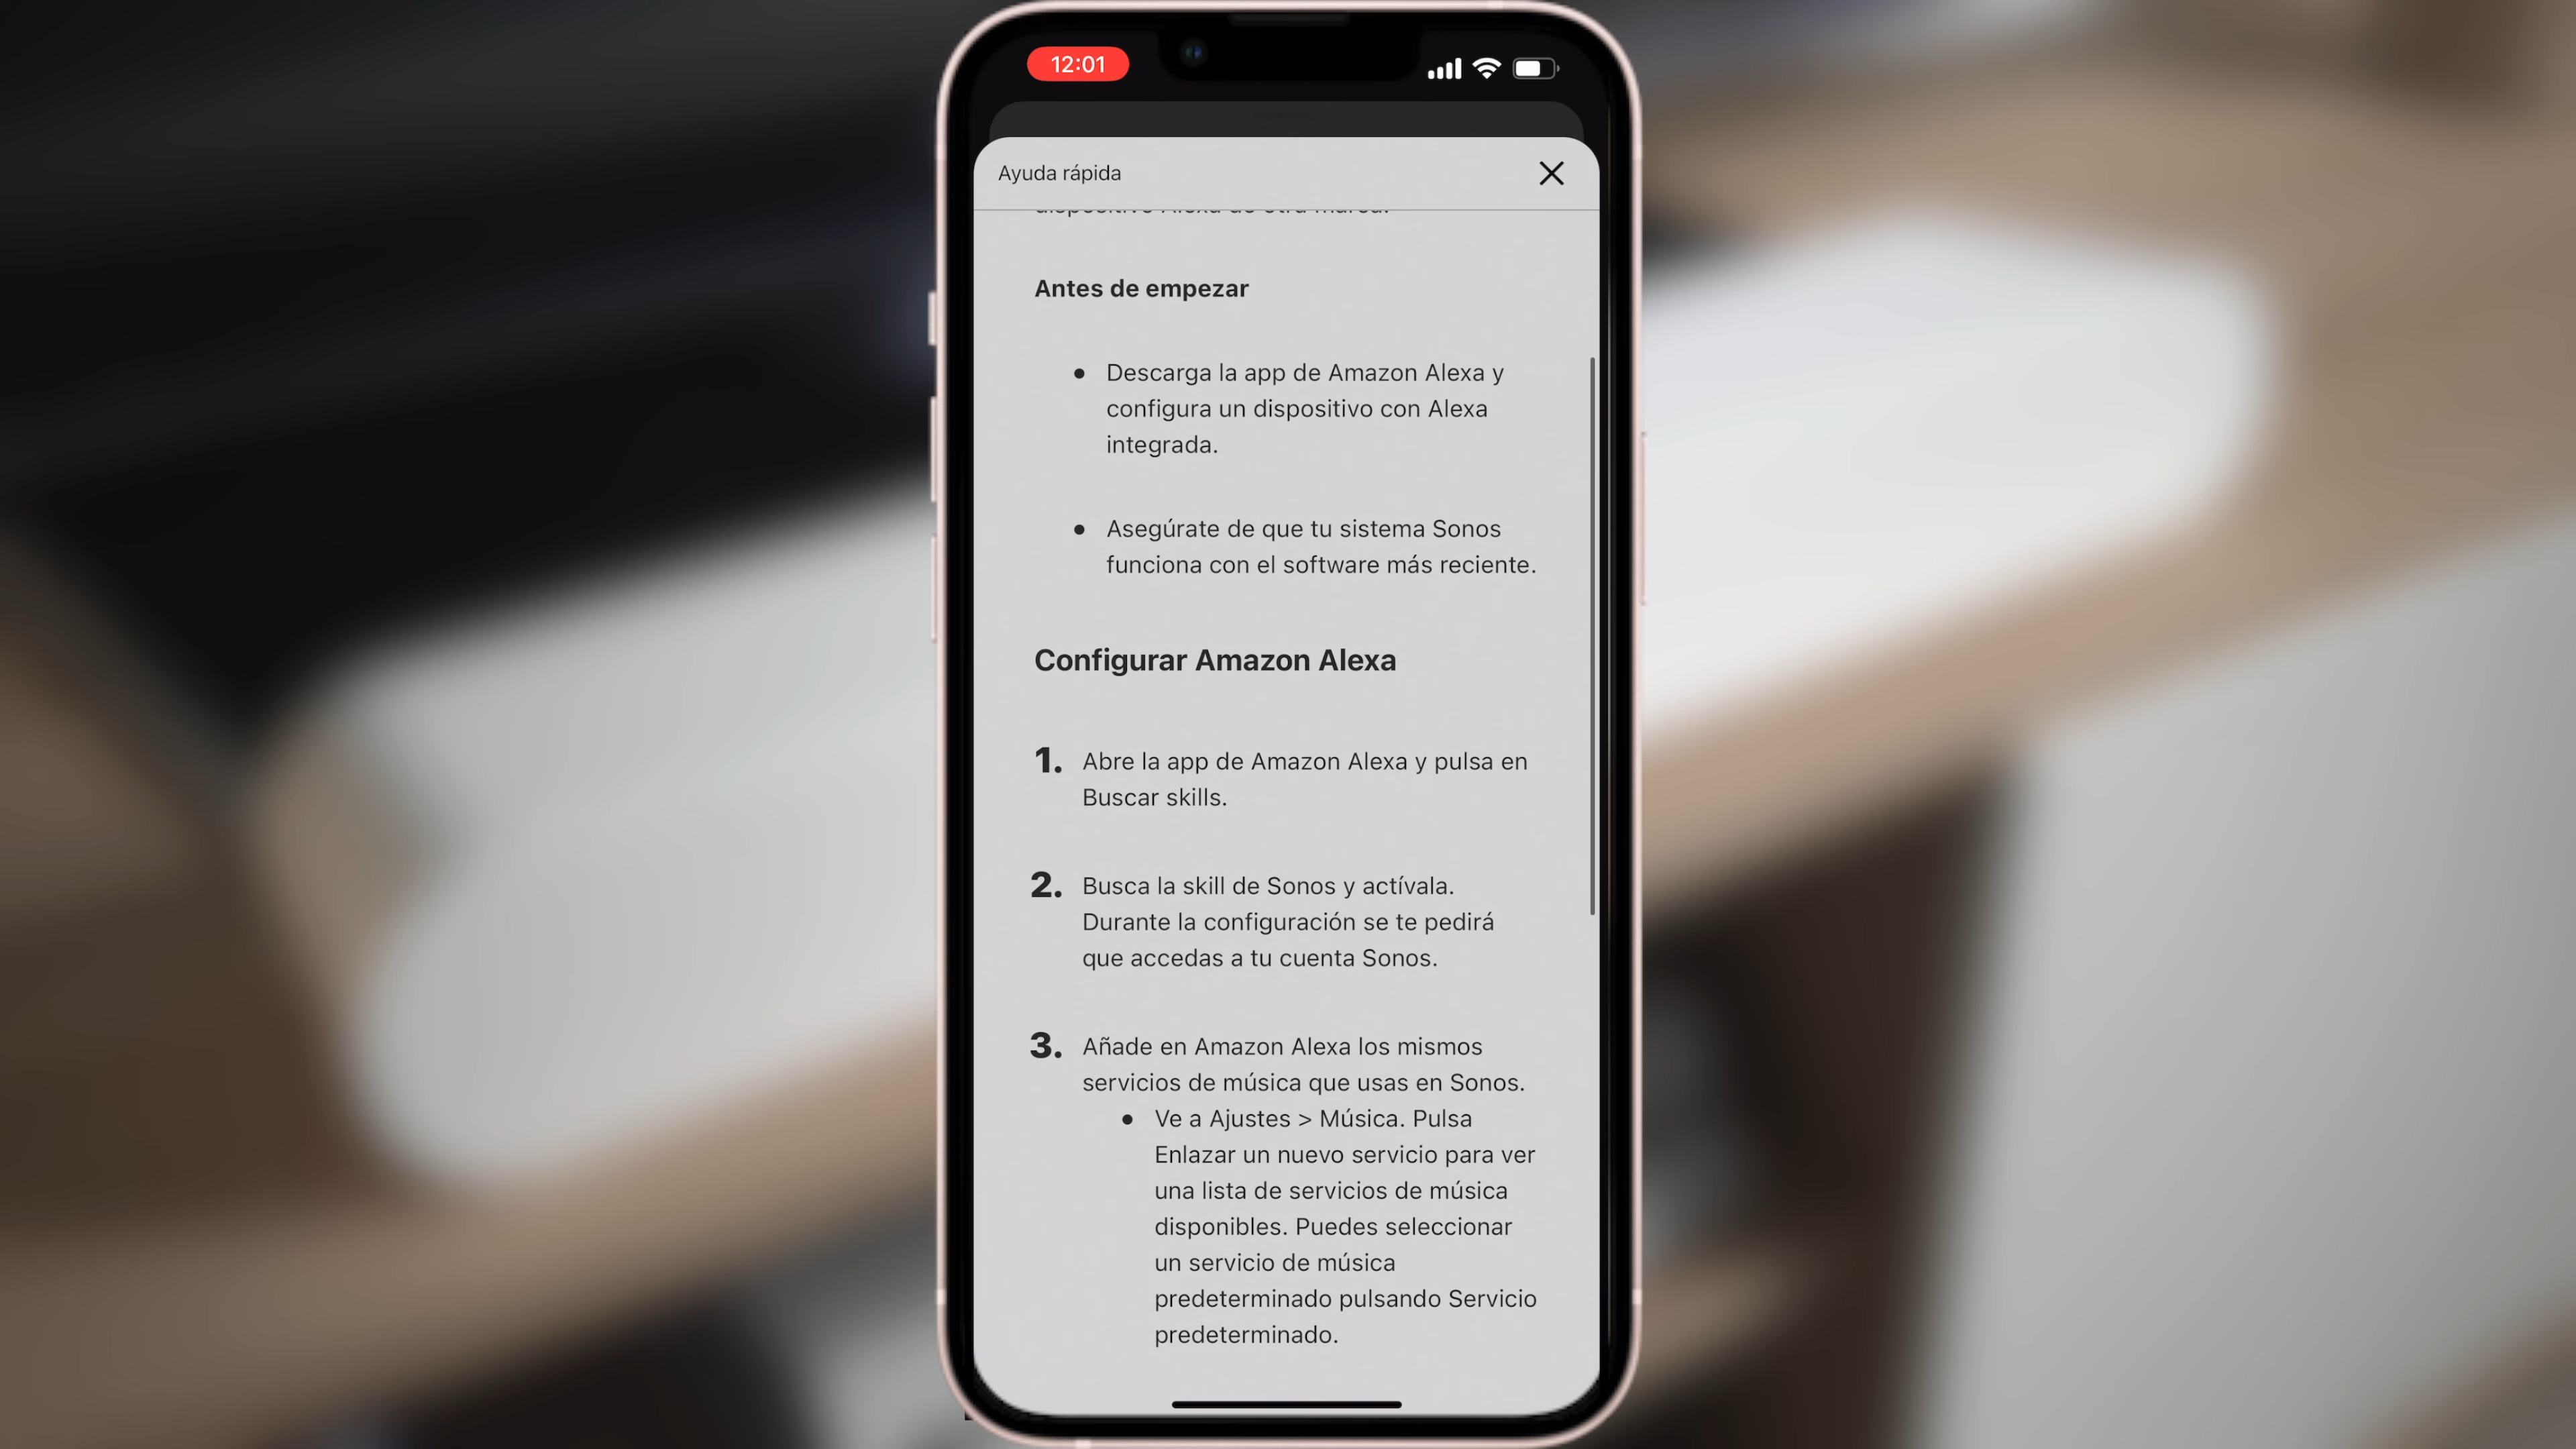 12:01
Ayuda rápida
dispositivo Alexa de otra marca.
Antes de empezar
● Descarga la app de Amazon Alexa y
configura un dispositivo con Alexa
integrada.
● Asegúrate de que tu sistema Sonos
funciona con el software más reciente.
Configurar Amazon Alexa
1. Abre la app de Amazon Alexa y pulsa en
Buscar skills.
2. Busca la skill de Sonos y actívala.
Durante la configuración se te pedirá
que accedas a tu cuenta Sonos.
3. Añade en Amazon Alexa los mismos
servicios de música que usas en Sonos.
● Ve a Ajustes > Música. Pulsa
Enlazar un nuevo servicio para ver
una lista de servicios de música
disponibles. Puedes seleccionar
un servicio de música
predeterminado pulsando Servicio
predeterminado.